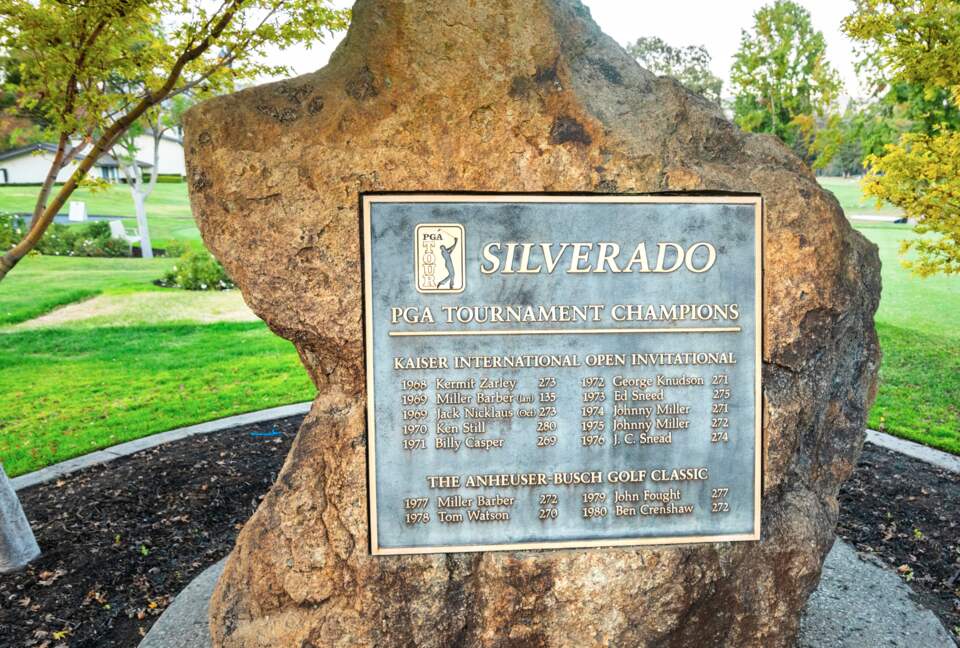 PGA
TOUR
SILVERADO
PGA TOURNAMENT CHAMPIONS
KAISER INTERNATIONAL OPEN INVITATIONAL
1968 Kermit Zarley 273 1972 George Knudson 271
1969 Miller Barber (Jan) 135 1973 Ed Sneed 275
1969 Jack Nicklaus (Oct) 273 1974 Johnny Miller 271
1970 Ken Still 280 1975 Johnny Miller 272
1971 Billy Casper 269 1976 J. C. Snead 274
THE ANHEUSER-BUSCH GOLF CLASSIC
1977 Miller Barber 272 1979 John Fought 277
1978 Tom Watson 270 1980 Ben Crenshaw 272